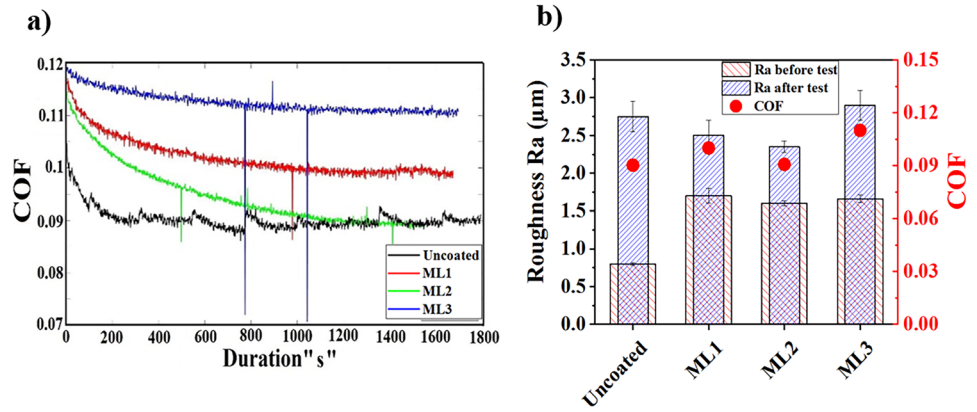 a)
0.12
0.11
0.1
0.09
0.08
0.07
COF
0 200 400 600 800 1000 1200 1400 1600 1800
Duration"s"
Uncoated
ML1
ML2
ML3
b)
3.5
3.0
2.5
2.0
1.5
1.0
0.5
0.0
Roughness Ra (μm)
Ra before test
Ra after test
COF
0.15
0.12
0.09
0.06
0.03
0.00
COF
Uncoated
ML1
ML2
ML3